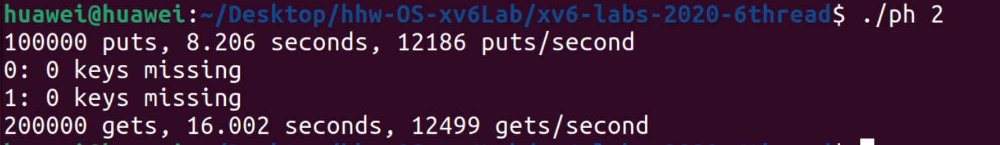 huawei@huawei:~/Desktop/hhw-OS-xv6Lab/xv6-labs-2020-6thread$ ./ph 2
100000 puts, 8.206 seconds, 12186 puts/second
0: 0 keys missing
1: 0 keys missing
200000 gets, 16.002 seconds, 12499 gets/second